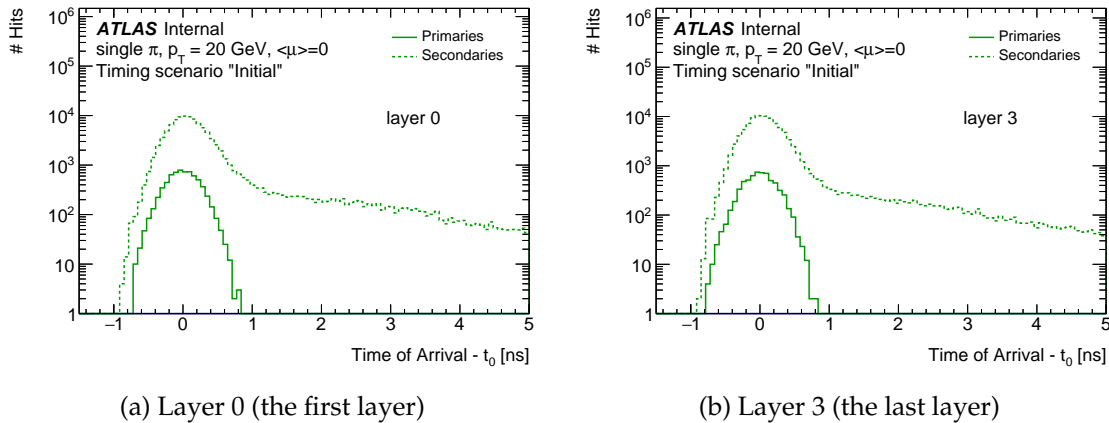 # Hits
10^6
10^5
10^4
10^3
10^2
10
1
ATLAS Internal
single π, p_T = 20 GeV, <μ>=0
Timing scenario "Initial"
Primaries
Secondaries
layer 0
−1 0 1 2 3 4 5
Time of Arrival - t_0 [ns]
(a) Layer 0 (the first layer)
# Hits
10^6
10^5
10^4
10^3
10^2
10
1
ATLAS Internal
single π, p_T = 20 GeV, <μ>=0
Timing scenario "Initial"
Primaries
Secondaries
layer 3
−1 0 1 2 3 4 5
Time of Arrival - t_0 [ns]
(b) Layer 3 (the last layer)